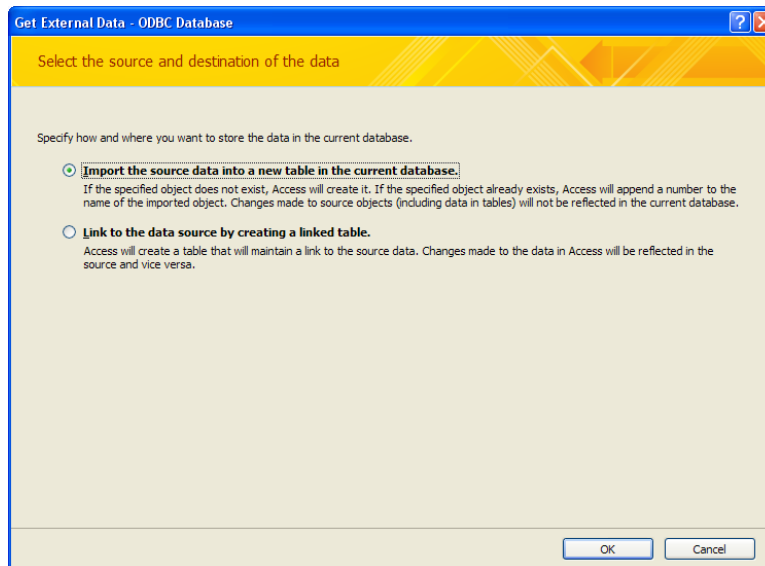 Get External Data - ODBC Database
Select the source and destination of the data
Specify how and where you want to store the data in the current database.
Import the source data into a new table in the current database.
If the specified object does not exist, Access will create it. If the specified object already exists, Access will append a number to the
name of the imported object. Changes made to source objects (including data in tables) will not be reflected in the current database.
Link to the data source by creating a linked table.
Access will create a table that will maintain a link to the source data. Changes made to the data in Access will be reflected in the
source and vice versa.
OK Cancel